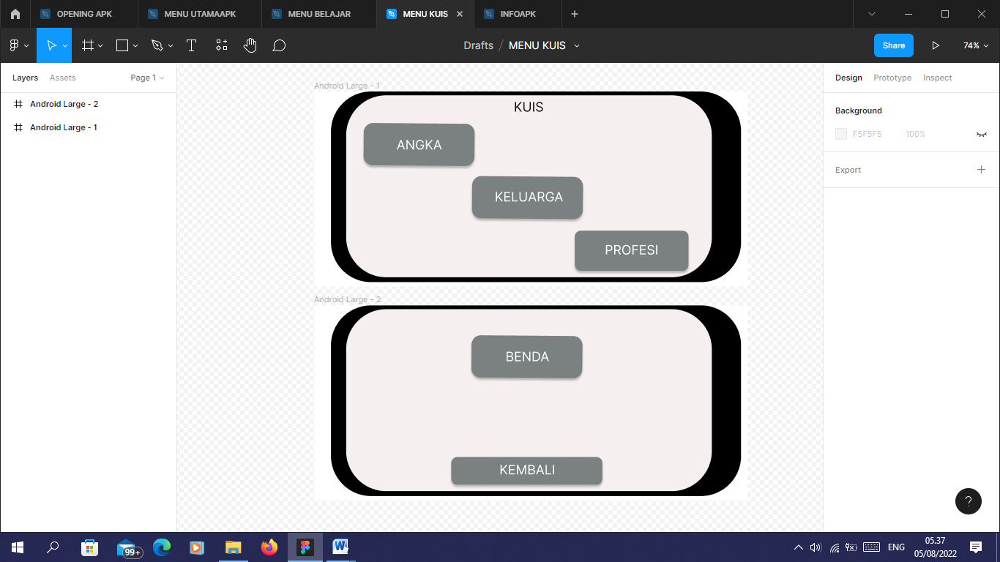 OPENING APK
MENU UTAMAAPK
MENU BELAJAR
MENU KUIS
INFOAPK
Drafts / MENU KUIS
Share
74%
Layers
Assets
Page 1
Android Large - 2
Android Large - 1
Android Large - 1
KUIS
ANGKA
KELUARGA
PROFESI
Android Large - 2
BENDA
KEMBALI
Design
Prototype
Inspect
Background
F5F5F5
100%
Export
?
99+
W
ENG
05.37
05/08/2022